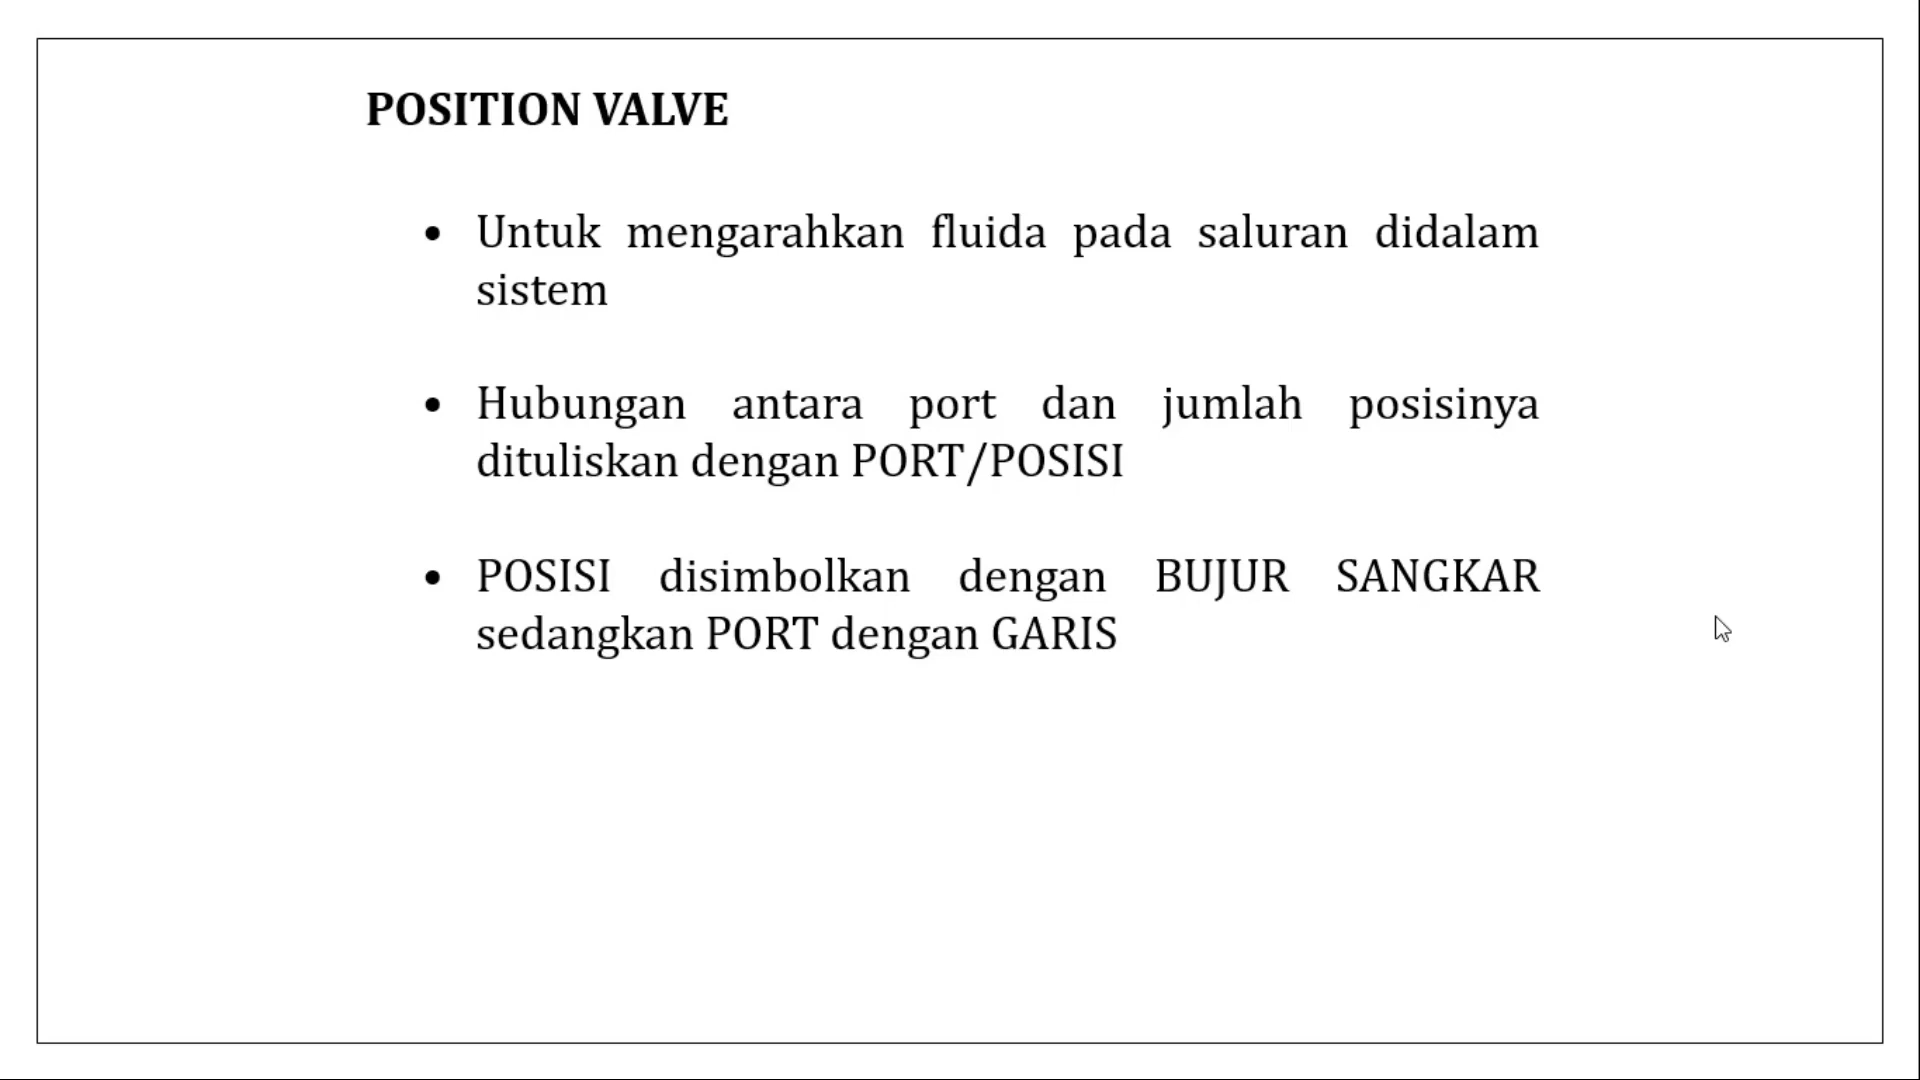 POSITION VALVE
• Untuk mengarahkan fluida pada saluran didalam
sistem
• Hubungan antara port dan jumlah posisinya
dituliskan dengan PORT/POSISI
• POSISI disimbolkan dengan BUJUR SANGKAR
sedangkan PORT dengan GARIS